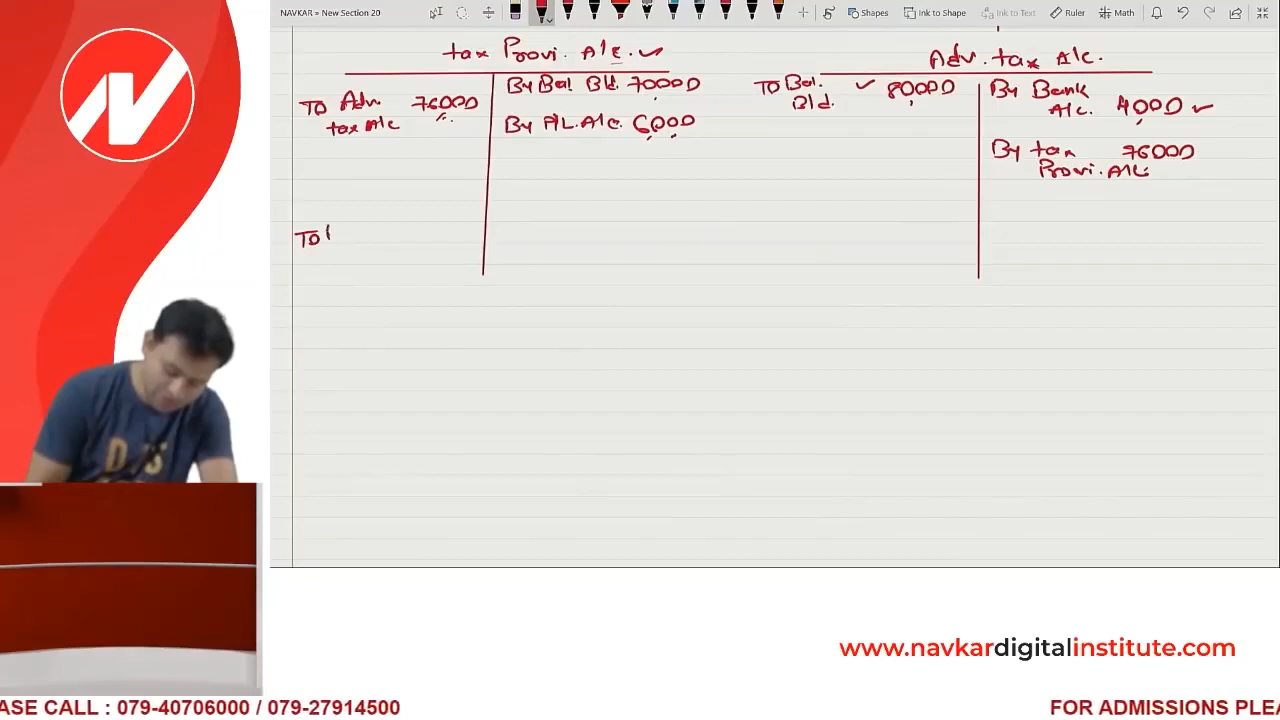 NAVKAR » New Section 20
Shapes
Ink to Shape
Ink to Text
Ruler
Math
tax Provi. A/c.
To Adv. 76000
tax A/c
By Bal. B/d. 70000
By P/L. A/c. 6000
To
Adv. tax A/c.
To Bal. 80000
B/d.
By Bank
A/c. 4000
By tax 76000
Provi. A/c
N
www.navkardigitalinstitute.com
ASE CALL : 079-40706000 / 079-27914500
FOR ADMISSIONS PLEA